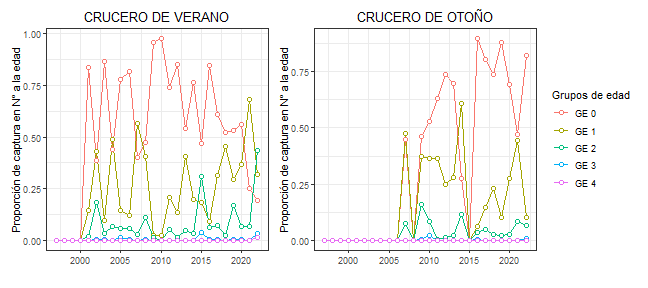 CRUCERO DE VERANO
CRUCERO DE OTOÑO
Proporción de captura en N° a la edad
1.00
0.75
0.50
0.25
0.00
2000 2005 2010 2015 2020
Proporción de captura en N° a la edad
0.75
0.50
0.25
0.00
2000 2005 2010 2015 2020
Grupos de edad
GE 0
GE 1
GE 2
GE 3
GE 4